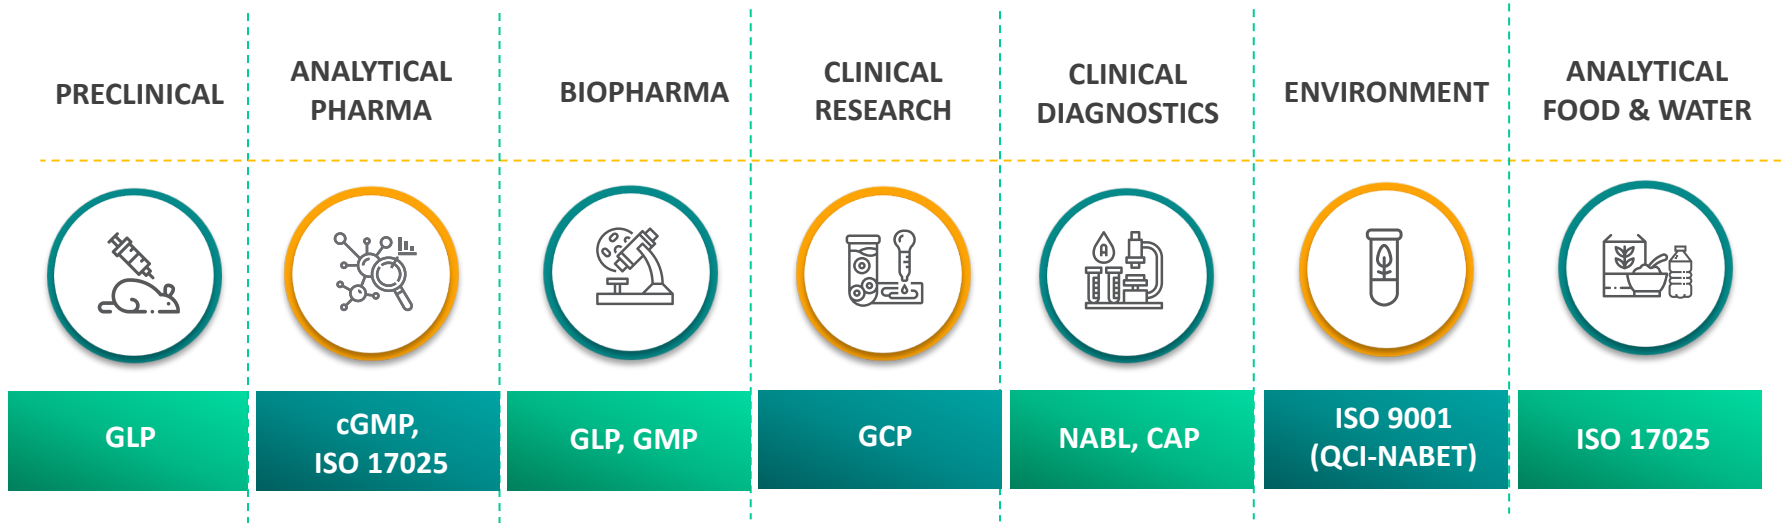 PRECLINICAL
ANALYTICAL
PHARMA
BIOPHARMA
CLINICAL
RESEARCH
CLINICAL
DIAGNOSTICS
ENVIRONMENT
ANALYTICAL
FOOD & WATER
A
GLP
cGMP,
ISO 17025
GLP, GMP
GCP
NABL, CAP
ISO 9001
(QCI-NABET)
ISO 17025